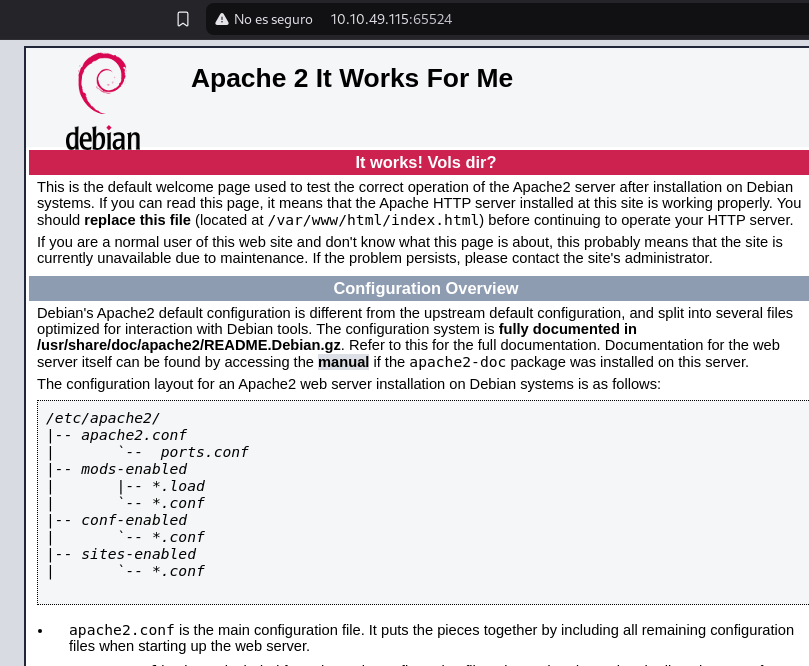 No es seguro 10.10.49.115:65524
debian
Apache 2 It Works For Me
It works! Vols dir?
This is the default welcome page used to test the correct operation of the Apache2 server after installation on Debian
systems. If you can read this page, it means that the Apache HTTP server installed at this site is working properly. You
should replace this file (located at /var/www/html/index.html) before continuing to operate your HTTP server.
If you are a normal user of this web site and don't know what this page is about, this probably means that the site is
currently unavailable due to maintenance. If the problem persists, please contact the site's administrator.
Configuration Overview
Debian's Apache2 default configuration is different from the upstream default configuration, and split into several files
optimized for interaction with Debian tools. The configuration system is fully documented in
/usr/share/doc/apache2/README.Debian.gz. Refer to this for the full documentation. Documentation for the web
server itself can be found by accessing the manual if the apache2-doc package was installed on this server.
The configuration layout for an Apache2 web server installation on Debian systems is as follows:
/etc/apache2/
|-- apache2.conf
|       `--  ports.conf
|-- mods-enabled
|       |-- *.load
|       `-- *.conf
|-- conf-enabled
|       `-- *.conf
|-- sites-enabled
|       `-- *.conf
• apache2.conf is the main configuration file. It puts the pieces together by including all remaining configuration
files when starting up the web server.